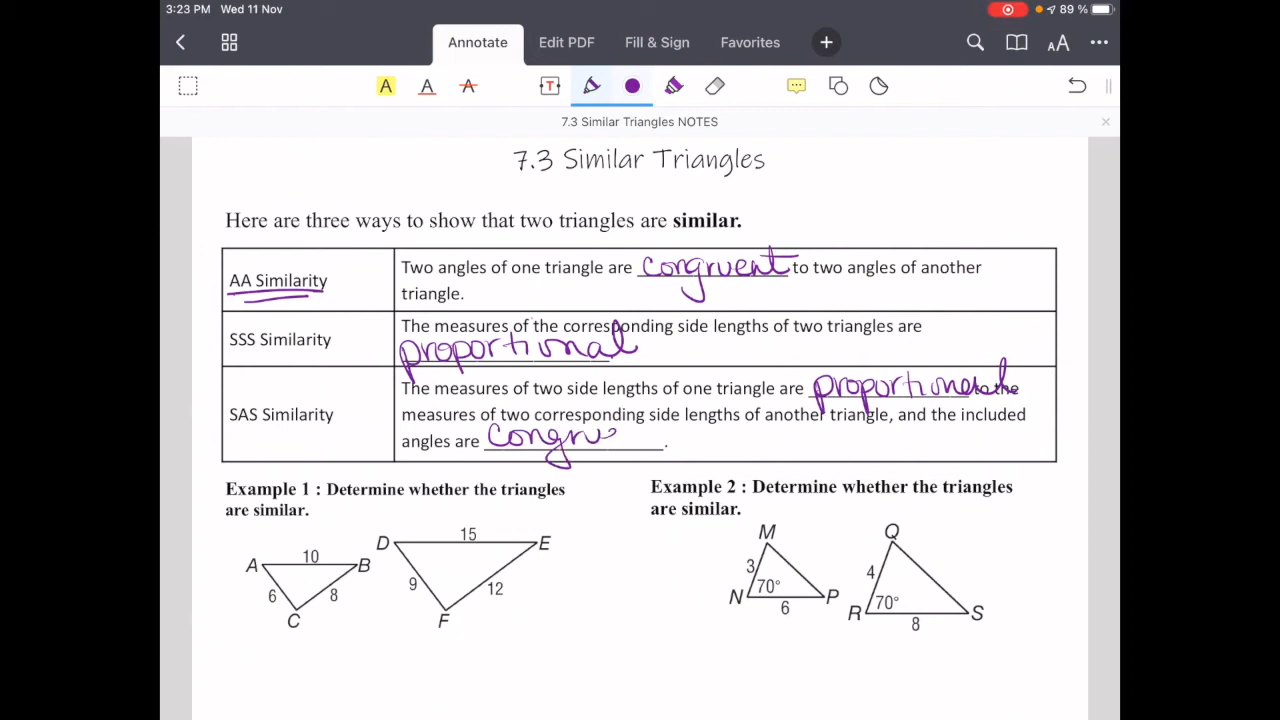 3:23 PM Wed 11 Nov 89 %
Annotate Edit PDF Fill & Sign Favorites
AA
A A A T
7.3 Similar Triangles NOTES
7.3 Similar Triangles
Here are three ways to show that two triangles are similar.
AA Similarity
Two angles of one triangle are congruent to two angles of another
triangle.
SSS Similarity
The measures of the corresponding side lengths of two triangles are
proportional
SAS Similarity
The measures of two side lengths of one triangle are proportional to the
measures of two corresponding side lengths of another triangle, and the included
angles are congru .
Example 1 : Determine whether the triangles
are similar.
A 10 B
6 8
C
D 15 E
9 12
F
Example 2 : Determine whether the triangles
are similar.
M
3
N 70° P
6
Q
4
R 70° S
8